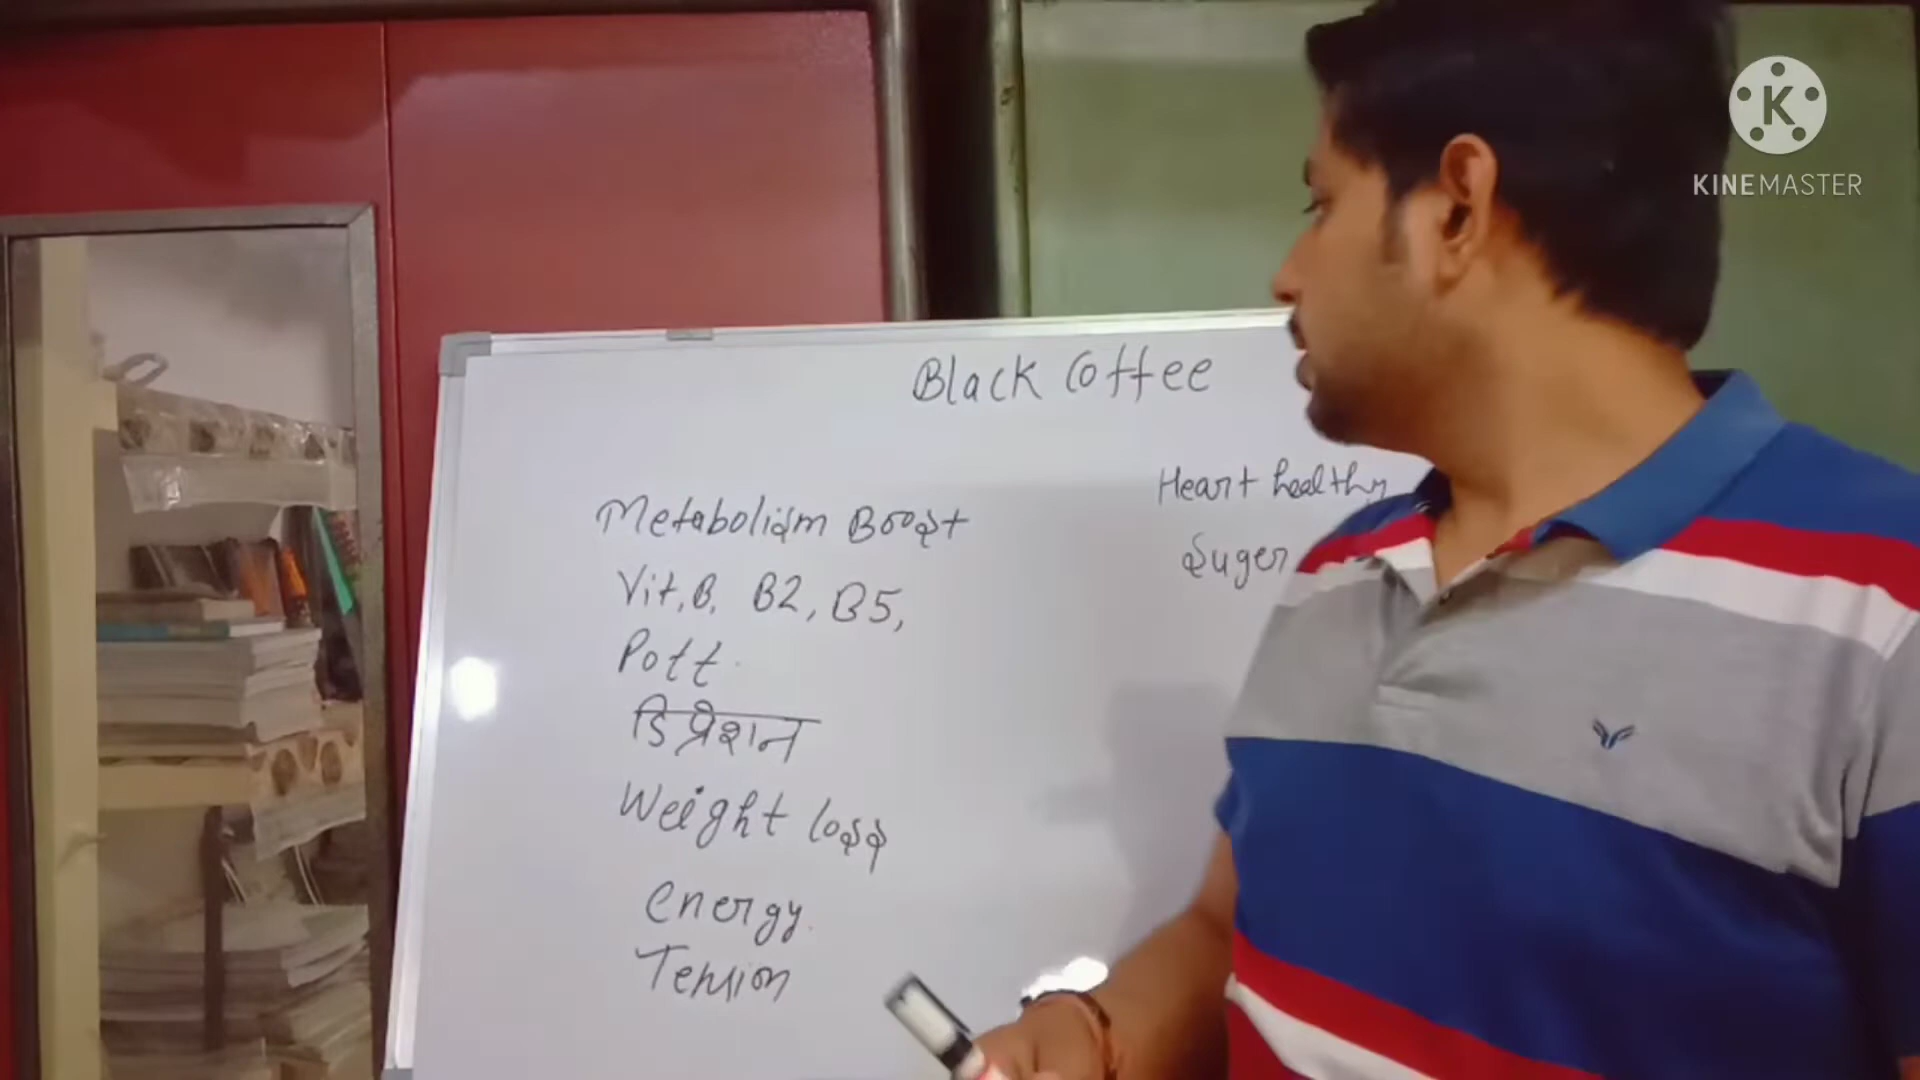 KINEMASTER
Black Coffee
Metabolism Boost
Vit, B, B2, B5,
Pott
डिप्रेशन
Weight loss
energy.
Tension
Heart healthy
Suger